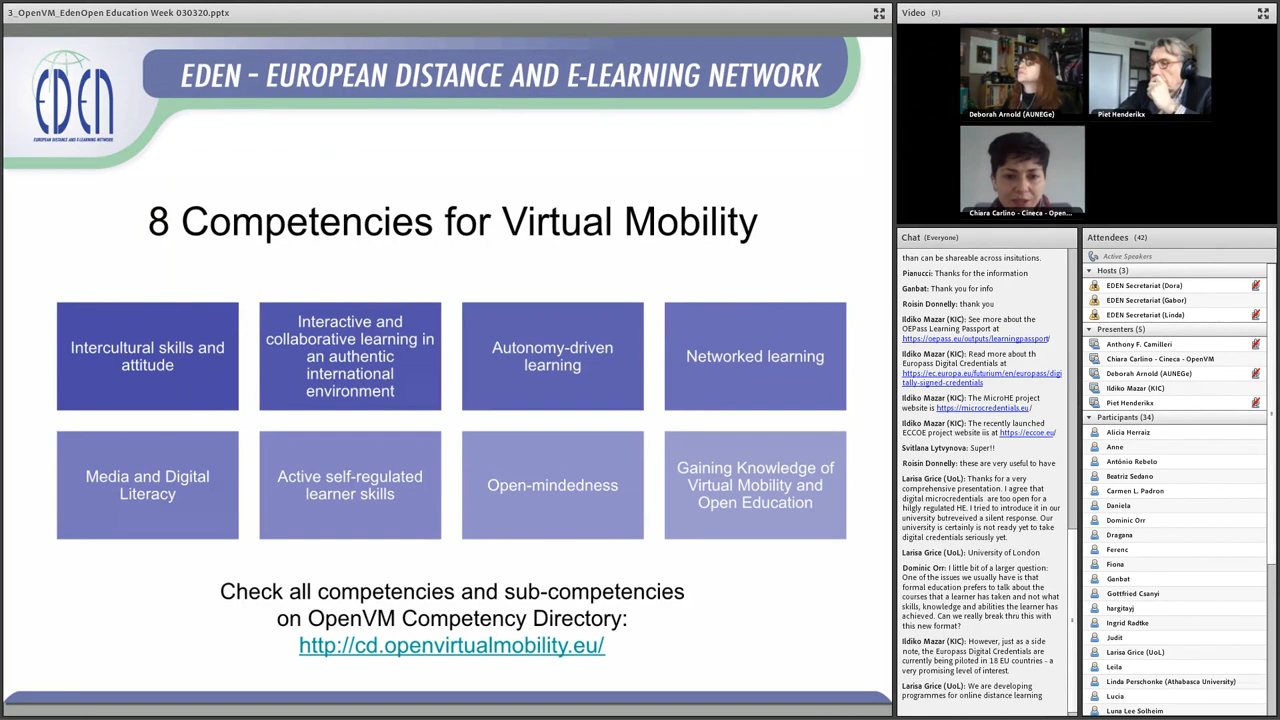 3_OpenVM_EdenOpen Education Week 030320.pptx
EDEN
EUROPEAN DISTANCE AND E-LEARNING NETWORK
EDEN - EUROPEAN DISTANCE AND E-LEARNING NETWORK
8 Competencies for Virtual Mobility
Intercultural skills and
attitude
Interactive and
collaborative learning in
an authentic
international
environment
Autonomy-driven
learning
Networked learning
Media and Digital
Literacy
Active self-regulated
learner skills
Open-mindedness
Gaining Knowledge of
Virtual Mobility and
Open Education
Check all competencies and sub-competencies
on OpenVM Competency Directory:
http://cd.openvirtualmobility.eu/
Video (3)
Deborah Arnold (AUNEGe)
Piet Henderikx
Chiara Carlino - Cineca - Open...
Chat (Everyone)
than can be shareable across insitutions.
Pianucci: Thanks for the information
Ganbat: Thank you for info
Roisin Donnelly: thank you
Ildiko Mazar (KIC): See more about the
OEPass Learning Passport at
https://oepass.eu/outputs/learningpassport/
Ildiko Mazar (KIC): Read more about th
Europass Digital Credentials at
https://ec.europa.eu/futurium/en/europass/digi
tally-signed-credentials
Ildiko Mazar (KIC): The MicroHE project
website is https://microcredentials.eu/
Ildiko Mazar (KIC): The recently launched
ECCOE project website iis at https://eccoe.eu/
Svitlana Lytvynova: Super!!
Roisin Donnelly: these are very useful to have
Larisa Grice (UoL): Thanks for a very
comprehensive presentation. I agree that
digital microcredentials are too open for a
hilgly regulated HE. I tried to introduce it in our
university butreveived a silent response. Our
university is certainly is not ready yet to take
digital credentials seriously yet.
Larisa Grice (UoL): University of London
Dominic Orr: I little bit of a larger question:
One of the issues we usually have is that
formal education prefers to talk about the
courses that a learner has taken and not what
skills, knowledge and abilities the learner has
achieved. Can we really break thru this with
this new format?
Ildiko Mazar (KIC): However, just as a side
note, the Europass Digital Credentials are
currently being piloted in 18 EU countries - a
very promising level of interest.
Larisa Grice (UoL): We are developing
programmes for online distance learning
Attendees (42)
Active Speakers
Hosts (3)
EDEN Secretariat (Dora)
EDEN Secretariat (Gabor)
EDEN Secretariat (Linda)
Presenters (5)
Anthony F. Camilleri
Chiara Carlino - Cineca - OpenVM
Deborah Arnold (AUNEGe)
Ildiko Mazar (KIC)
Piet Henderikx
Participants (34)
Alicia Herraiz
Anne
António Rebelo
Beatriz Sedano
Carmen L. Padron
Daniela
Dominic Orr
Dragana
Ferenc
Fiona
Ganbat
Gottfried Csanyi
hargitayj
Ingrid Radtke
Judit
Larisa Grice (UoL)
Leila
Linda Perschonke (Athabasca University)
Lucia
Luna Lee Solheim